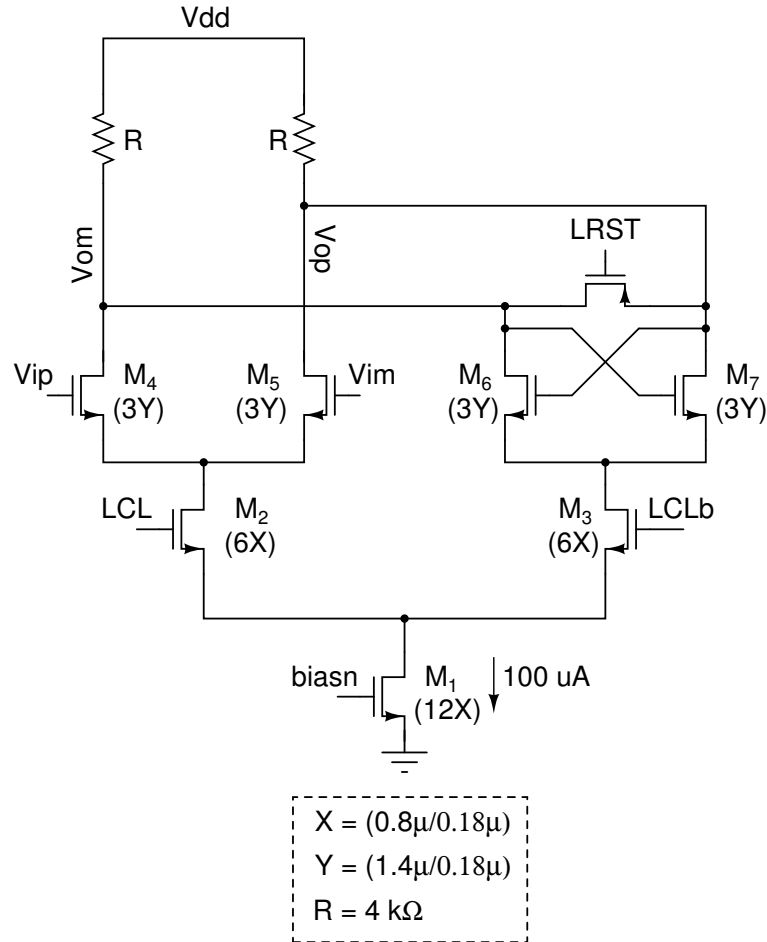 Vdd
R
R
Vom
Vop
LRST
Vip
M4
(3Y)
M5
(3Y)
Vim
M6
(3Y)
M7
(3Y)
LCL
M2
(6X)
M3
(6X)
LCLb
biasn
M1
(12X)
100 uA
X = (0.8μ/0.18μ)
Y = (1.4μ/0.18μ)
R = 4 kΩ